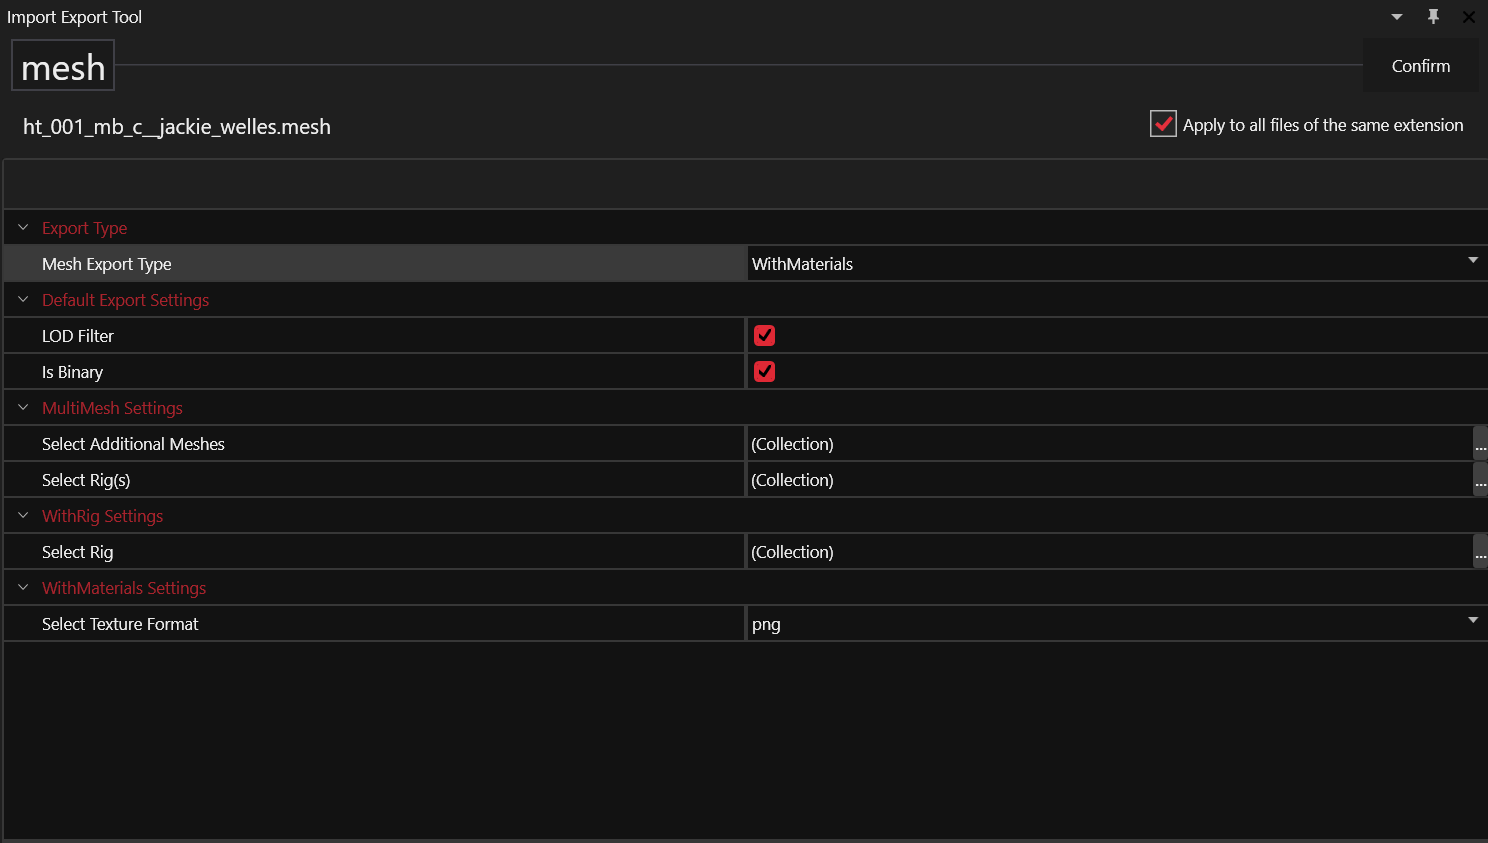 Import Export Tool
mesh
Confirm
ht_001_mb_c__jackie_welles.mesh
Apply to all files of the same extension
Export Type
Mesh Export Type WithMaterials
Default Export Settings
LOD Filter
Is Binary
MultiMesh Settings
Select Additional Meshes (Collection) ...
Select Rig(s) (Collection) ...
WithRig Settings
Select Rig (Collection) ...
WithMaterials Settings
Select Texture Format png